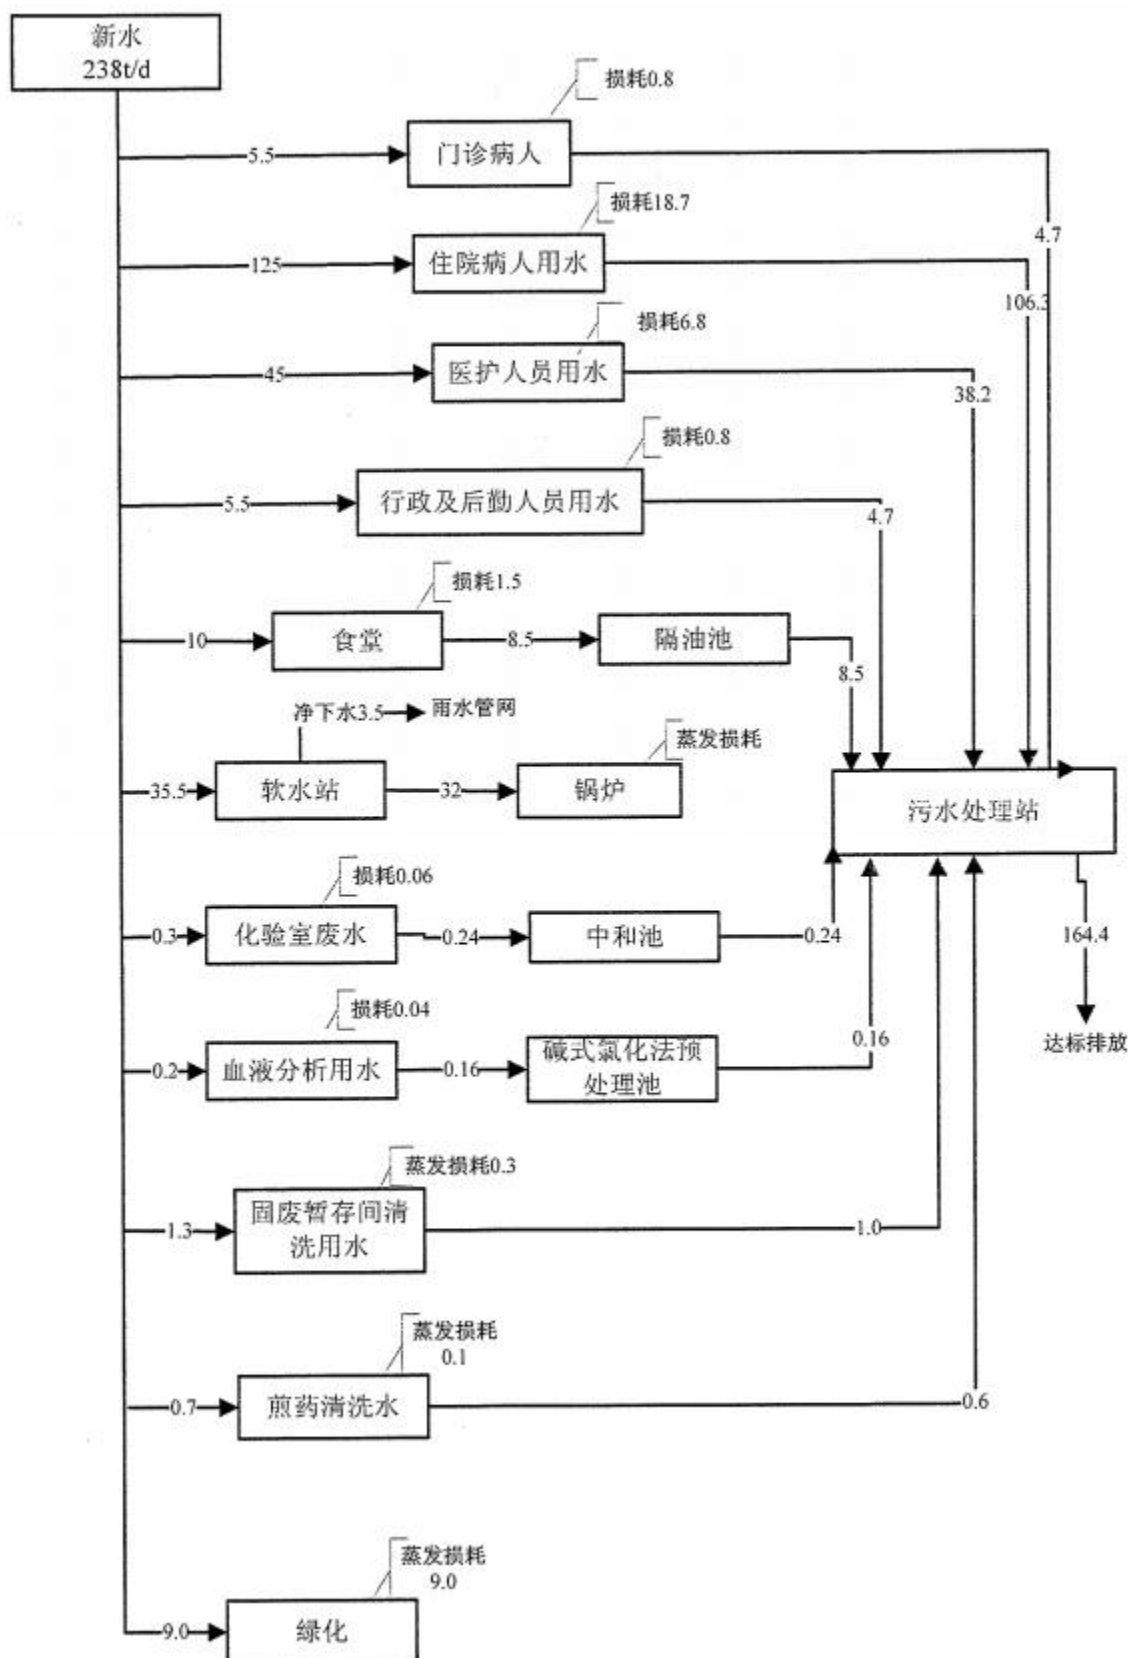 新水
238t/d
损耗0.8
5.5
门诊病人
4.7
损耗18.7
125
住院病人用水
106.3
损耗6.8
45
医护人员用水
38.2
损耗0.8
5.5
行政及后勤人员用水
4.7
损耗1.5
10
食堂
8.5
隔油池
8.5
净下水3.5
雨水管网
蒸发损耗
35.5
软水站
32
锅炉
污水处理站
损耗0.06
0.3
化验室废水
0.24
中和池
0.24
164.4
达标排放
损耗0.04
0.2
血液分析用水
0.16
碱式氯化法预
处理池
0.16
蒸发损耗0.3
1.3
固废暂存间清
洗用水
1.0
蒸发损耗
0.1
0.7
煎药清洗水
0.6
蒸发损耗
9.0
9.0
绿化